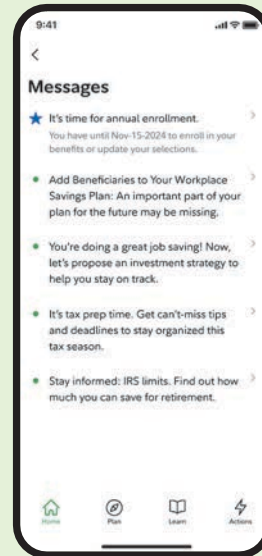 9:41
Messages
It's time for annual enrollment.
You have until Nov-15-2024 to enroll in your
benefits or update your selections.
Add Beneficiaries to Your Workplace
Savings Plan: An important part of your
plan for the future may be missing.
You're doing a great job saving! Now,
let's propose an investment strategy to
help you stay on track.
It's tax prep time. Get can't-miss tips
and deadlines to stay organized this
tax season.
Stay informed: IRS limits. Find out how
much you can save for retirement.
Home Plan Learn Actions